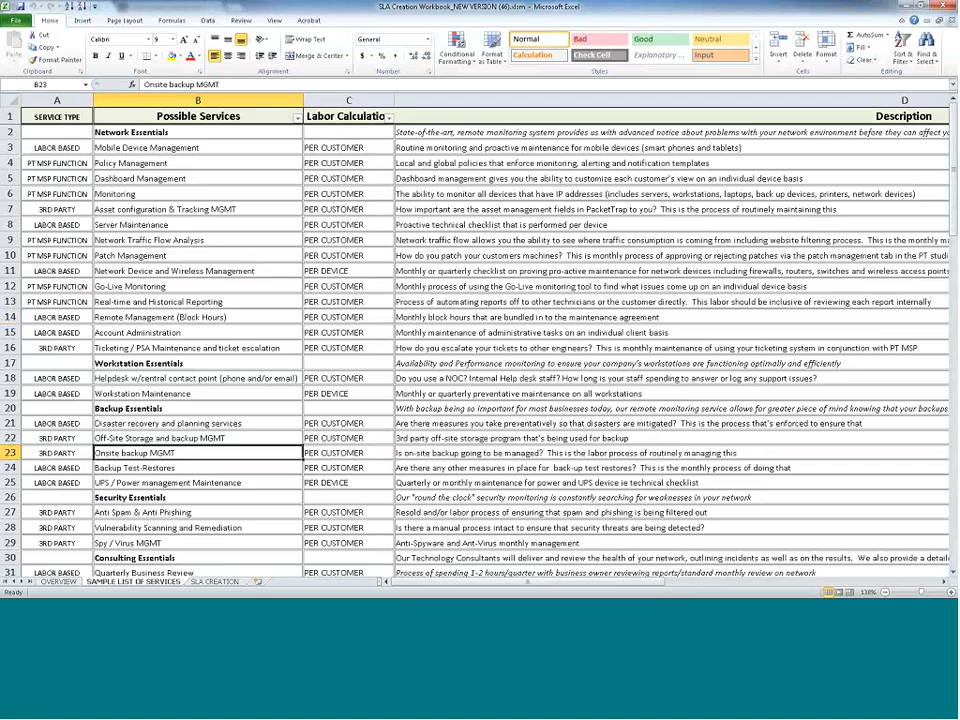 SLA Creation Workbook_NEW VERSION (46).xlsm - Microsoft Excel
File Home Insert Page Layout Formulas Data Review View Acrobat
Cut
Copy
Format Painter
Paste
Clipboard
Calibri 9
B I U
Font
Wrap Text
Merge & Center
Alignment
General
$ % ,
Number
Conditional Formatting
Format as Table
Normal Bad Good Neutral
Calculation Check Cell Explanatory ... Input
Styles
Insert Delete Format
Cells
Σ AutoSum
Fill
Clear
Sort & Filter
Find & Select
Editing
B23 fx Onsite backup MGMT
A B C D
1 SERVICE TYPE Possible Services Labor Calculatio Description
2 Network Essentials State-of-the-art, remote monitoring system provides us with advanced notice about problems with your network environment before they can affect yo
3 LABOR BASED Mobile Device Management PER CUSTOMER Routine monitoring and proactive maintenance for mobile devices (smart phones and tablets)
4 PT MSP FUNCTION Policy Management PER CUSTOMER Local and global policies that enforce monitoring, alerting and notification templates
5 PT MSP FUNCTION Dashboard Management PER CUSTOMER Dashboard management gives you the ability to customize each customer's view on an individual device basis
6 PT MSP FUNCTION Monitoring PER CUSTOMER The ability to monitor all devices that have IP addresses (includes servers, workstations, laptops, back up devices, printers, network devices)
7 3RD PARTY Asset configuration & Tracking MGMT PER CUSTOMER How important are the asset management fields in PacketTrap to you? This is the process of routinely maintaining this
8 LABOR BASED Server Maintenance PER CUSTOMER Proactive technical checklist that is performed per device
9 PT MSP FUNCTION Network Traffic Flow Analysis PER CUSTOMER Network traffic flow allows you the ability to see where traffic consumption is coming from including website filtering process. This is the monthly ma
10 PT MSP FUNCTION Patch Management PER CUSTOMER How do you patch your customers machines? This is monthly process of approving or rejecting patches via the patch management tab in the PT studi
11 LABOR BASED Network Device and Wireless Management PER DEVICE Monthly or quarterly checklist on proving pro-active maintenance for network devices including firewalls, routers, switches and wireless access points
12 PT MSP FUNCTION Go-Live Monitoring PER CUSTOMER Monthly process of using the Go-Live monitoring tool to find what issues come up on an individual device basis
13 PT MSP FUNCTION Real-time and Historical Reporting PER CUSTOMER Process of automating reports off to other technicians or the customer directly. This labor should be inclusive of reviewing each report internally
14 LABOR BASED Remote Management (Block Hours) PER CUSTOMER Monthly block hours that are bundled in to the maintenance agreement
15 LABOR BASED Account Administration PER CUSTOMER Monthly maintenance of administrative tasks on an individual client basis
16 3RD PARTY Ticketing / PSA Maintenance and ticket escalation PER CUSTOMER How do you escalate your tickets to other engineers? This is monthly maintenance of using your ticketing system in conjunction with PT MSP
17 Workstation Essentials Availability and Performance monitoring to ensure your company's workstations are functioning optimally and efficiently
18 LABOR BASED Helpdesk w/central contact point (phone and/or email) PER CUSTOMER Do you use a NOC? Internal Help desk staff? How long is your staff spending to answer or log any support issues?
19 LABOR BASED Workstation Maintenance PER DEVICE Monthly or quarterly preventative maintenance on all workstations
20 Backup Essentials With backup being so important for most businesses today, our remote monitoring service allows for greater piece of mind knowing that your backups
21 LABOR BASED Disaster recovery and planning services PER CUSTOMER Are there measures you take preventatively so that disasters are mitigated? This is the process that's enforced to ensure that
22 3RD PARTY Off-Site Storage and backup MGMT PER CUSTOMER 3rd party off-site storage program that's being used for backup
23 3RD PARTY Onsite backup MGMT PER CUSTOMER Is on-site backup going to be managed? This is the labor process of routinely managing this
24 LABOR BASED Backup Test-Restores PER CUSTOMER Are there any other measures in place for back-up test restores? This is the monthly process of doing that
25 LABOR BASED UPS / Power management Maintenance PER DEVICE Quarterly or monthly maintenance for power and UPS device ie technical checklist
26 Security Essentials Our "round the clock" security monitoring is constantly searching for weaknesses in your network
27 3RD PARTY Anti Spam & Anti Phishing PER CUSTOMER Resold and/or labor process of ensuring that spam and phishing is being filtered out
28 3RD PARTY Vulnerability Scanning and Remediation PER CUSTOMER Is there a manual process intact to ensure that security threats are being detected?
29 3RD PARTY Spy / Virus MGMT PER CUSTOMER Anti-Spyware and Ant-Virus monthly management
30 Consulting Essentials Our Technology Consultants will deliver and review the health of your network, outlining incidents as well as on the results. We also provide a detail
31 LABOR BASED Quarterly Business Review PER CUSTOMER Process of spending 1-2 hours/quarter with business owner reviewing reports/standard monthly review on network
OVERVIEW SAMPLE LIST OF SERVICES SLA CREATION
Ready 138%